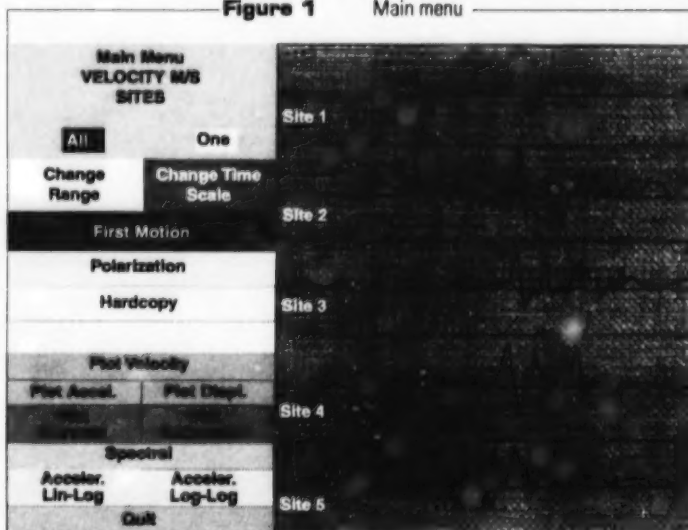 Figure 1 Main menu
Main Menu
VELOCITY M/S
SITES
All One
Change Range
Change Time Scale
First Motion
Polarization
Hardcopy
Plot Velocity
Plot Accel. Plot Displ.
Spectral
Acceler. Lin-Log
Acceler. Log-Log
Quit
Site 1
Site 2
Site 3
Site 4
Site 5